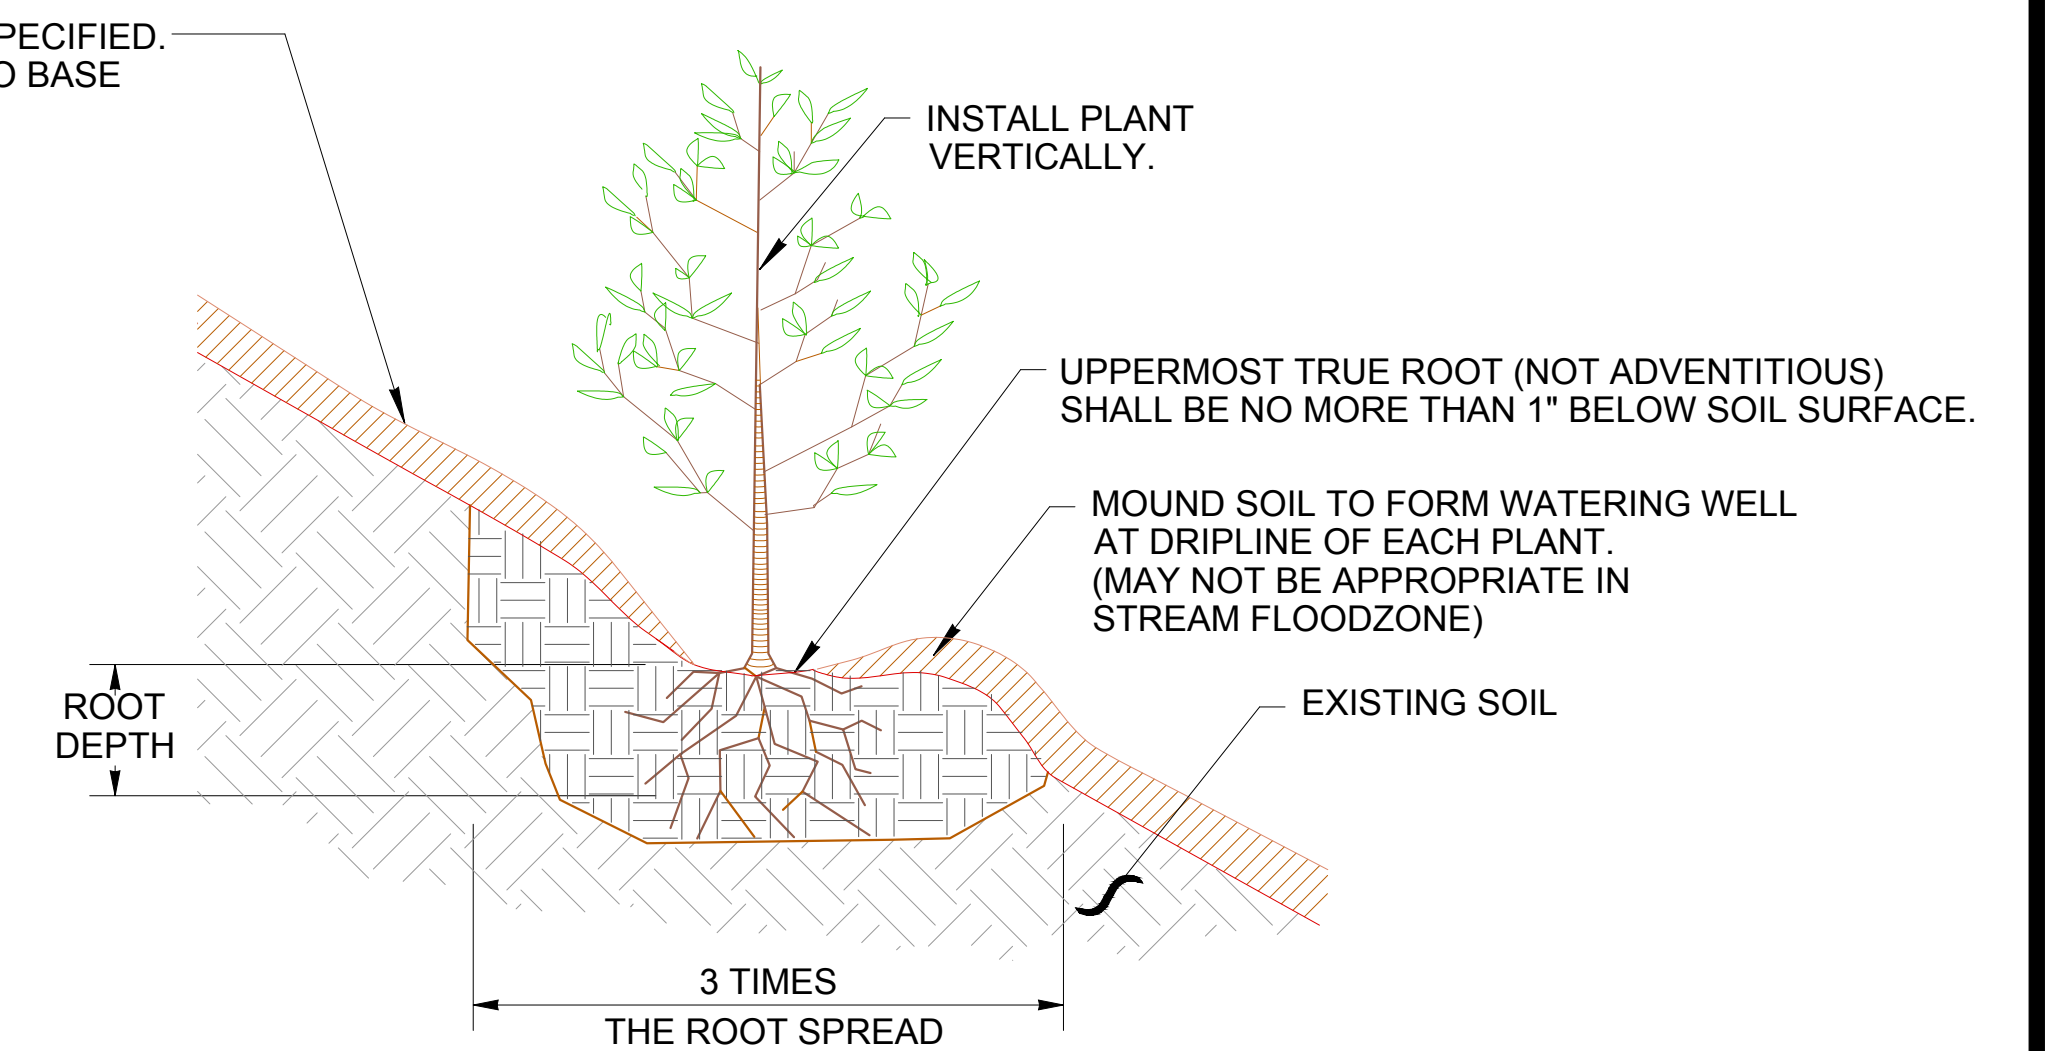 PECIFIED.
O BASE
INSTALL PLANT
VERTICALLY.
UPPERMOST TRUE ROOT (NOT ADVENTITIOUS)
SHALL BE NO MORE THAN 1" BELOW SOIL SURFACE.
MOUND SOIL TO FORM WATERING WELL
AT DRIPLINE OF EACH PLANT.
(MAY NOT BE APPROPRIATE IN
STREAM FLOODZONE)
ROOT
DEPTH
EXISTING SOIL
3 TIMES
THE ROOT SPREAD